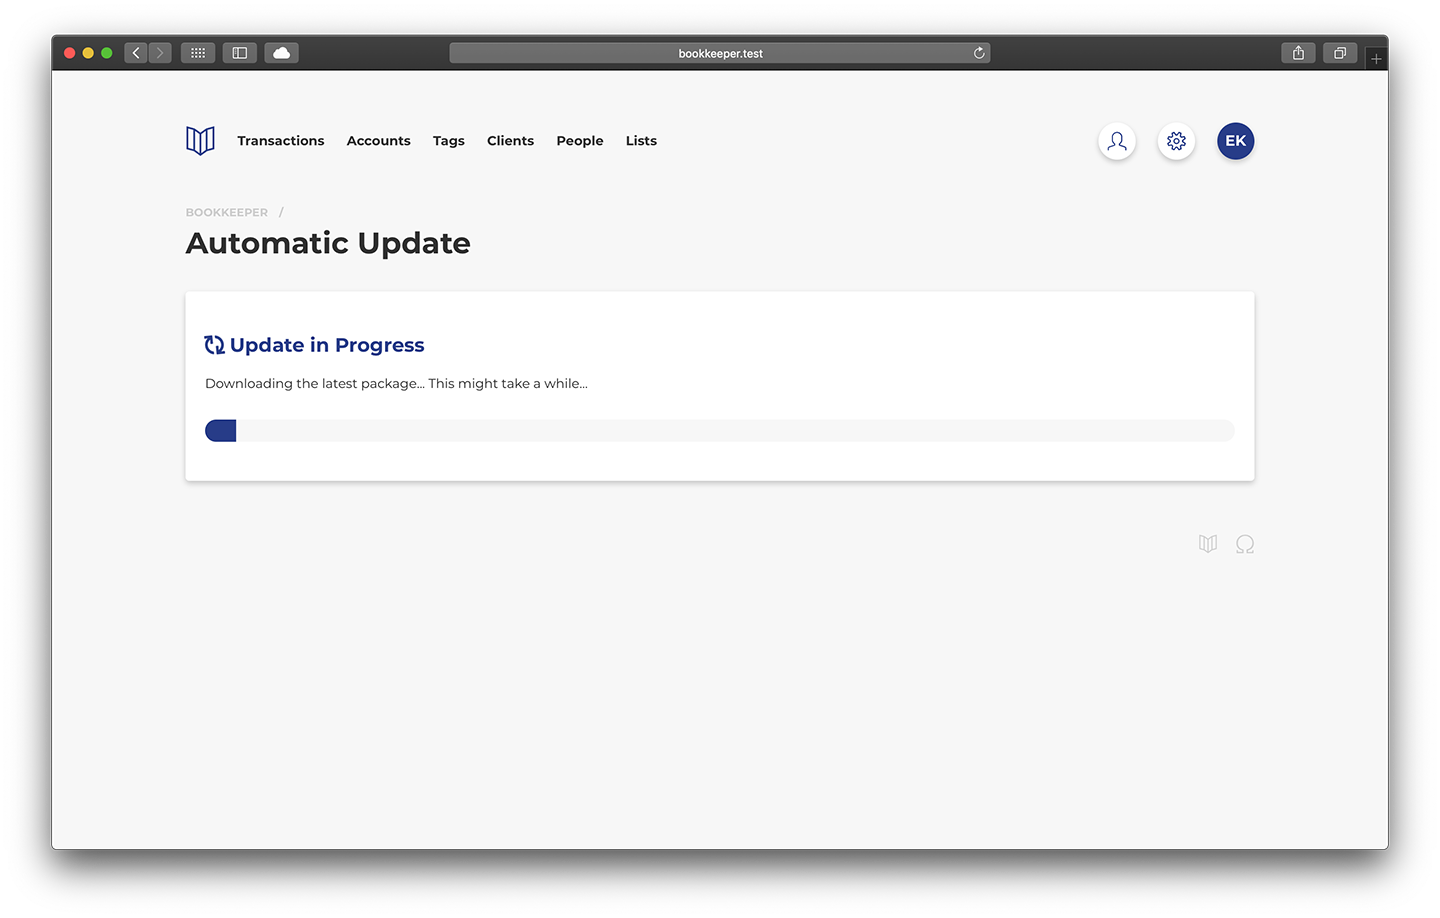 bookkeeper.test
Transactions Accounts Tags Clients People Lists
EK
BOOKKEEPER /
Automatic Update
Update in Progress
Downloading the latest package... This might take a while...